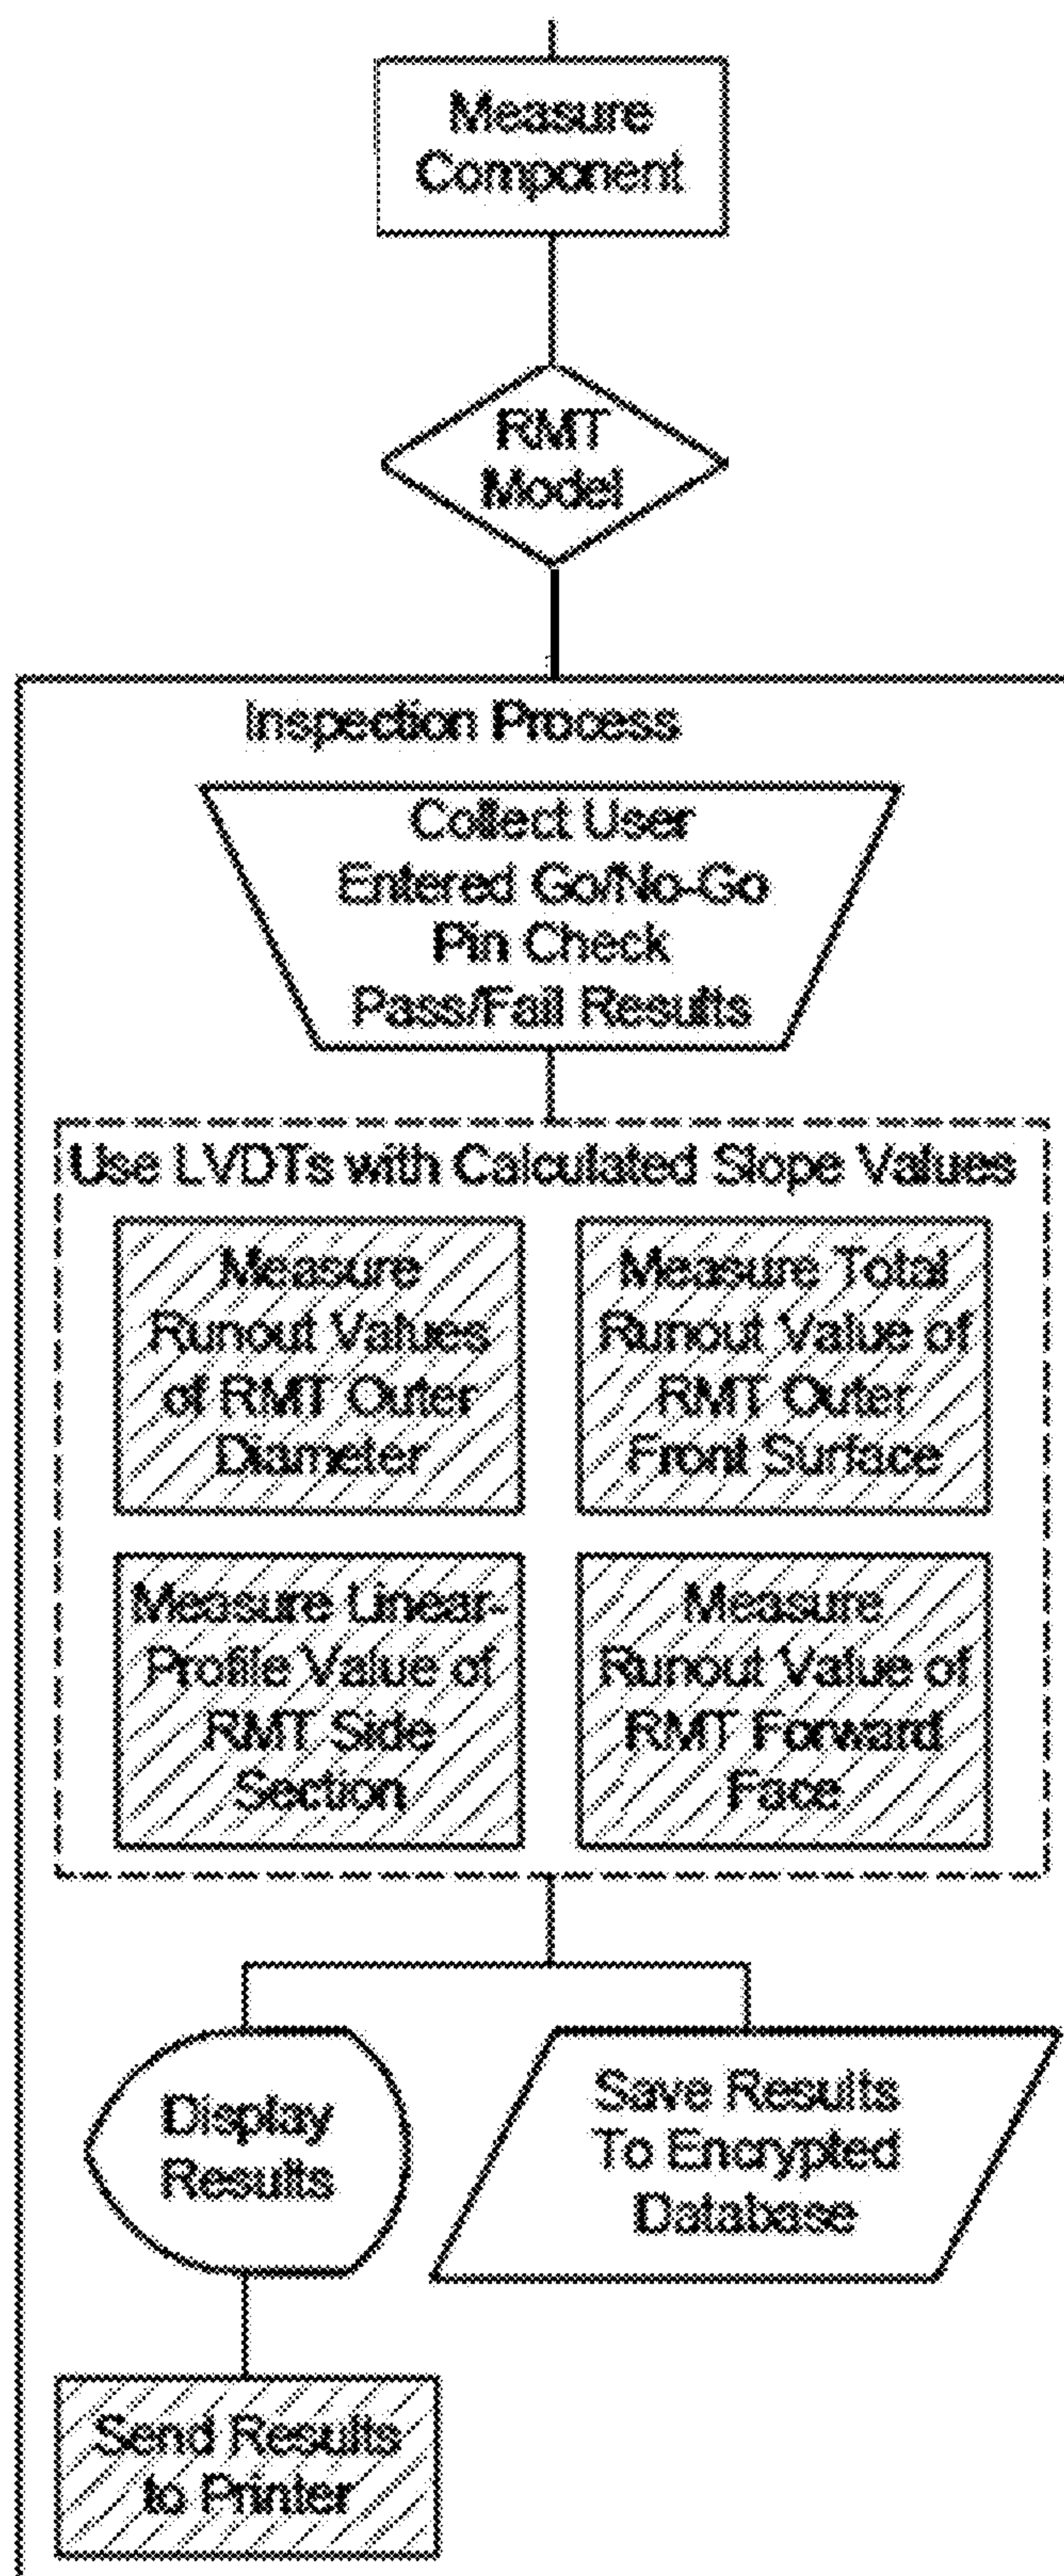 Measure
Component
RMT
Model
Inspection Process
Collect User
Entered Go/No-Go
Pin Check
Pass/Fail Results
Use LVDTs with Calculated Slope Values
Measure
Runout Values
of RMT Outer
Diameter
Measure Total
Runout Value of
RMT Outer
Front Surface
Measure Linear-
Profile Value of
RMT Side
Section
Measure
Runout Value of
RMT Forward
Face
Display
Results
Save Results
To Encrypted
Database
Send Results
to Printer